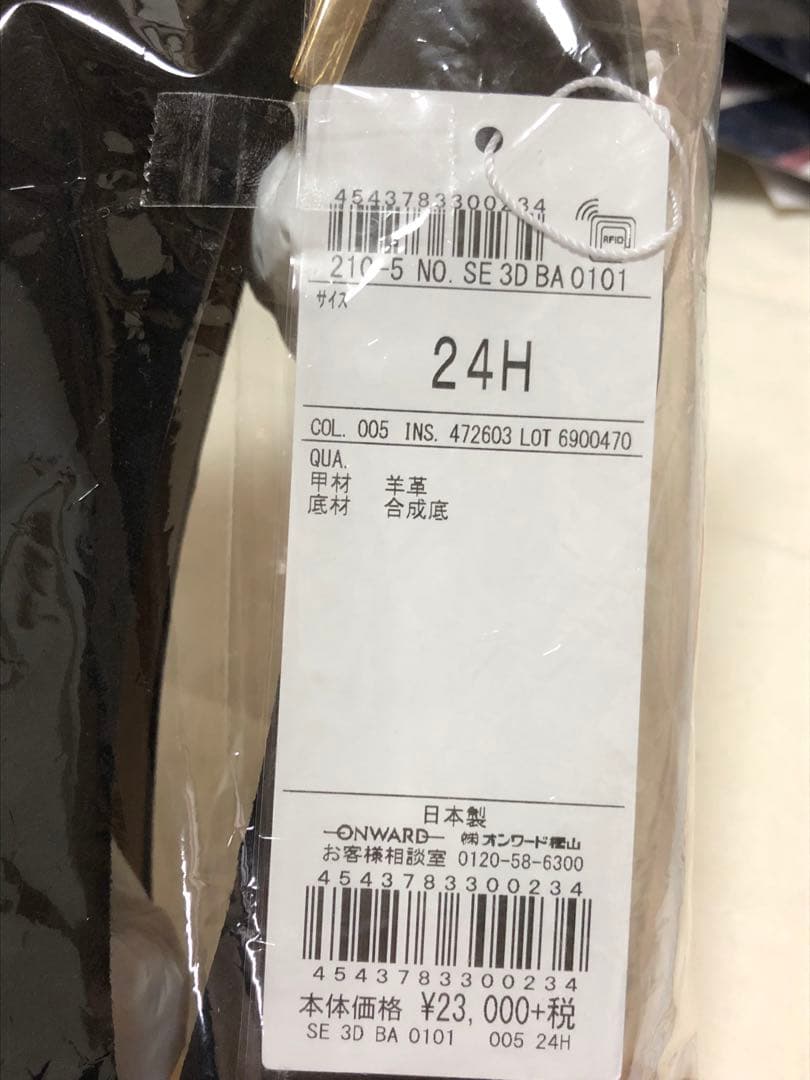 4543783300234
RFID
210-5 NO. SE 3D BA 0101
サイズ
24H
COL. 005 INS. 472603 LOT 6900470
QUA.
甲材 羊革
底材 合成底
日本製
ONWARD ㈱オンワード樫山
お客様相談室 0120-58-6300
4543783300234
4543783300234
本体価格 ¥23,000+税
SE 3D BA 0101 005 24H